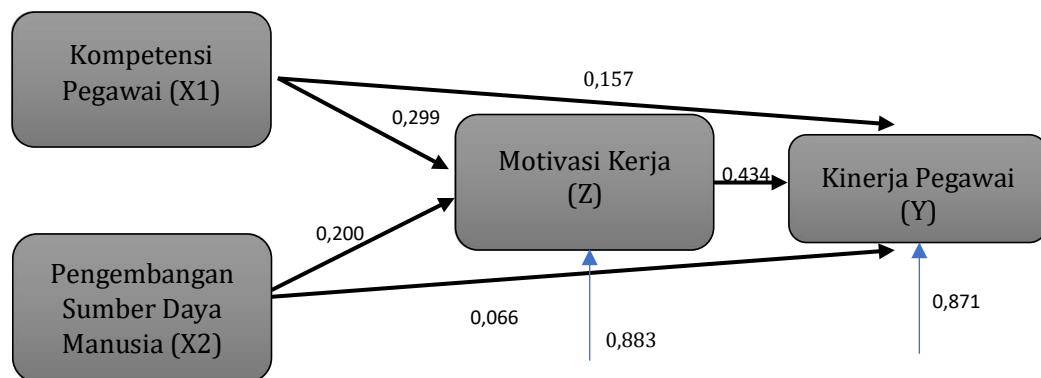 Kompetensi
Pegawai (X1)
0,157
0,299
Motivasi Kerja
(Z)
0,434
Kinerja Pegawai
(Y)
0,200
Pengembangan
Sumber Daya
Manusia (X2)
0,066
0,883
0,871